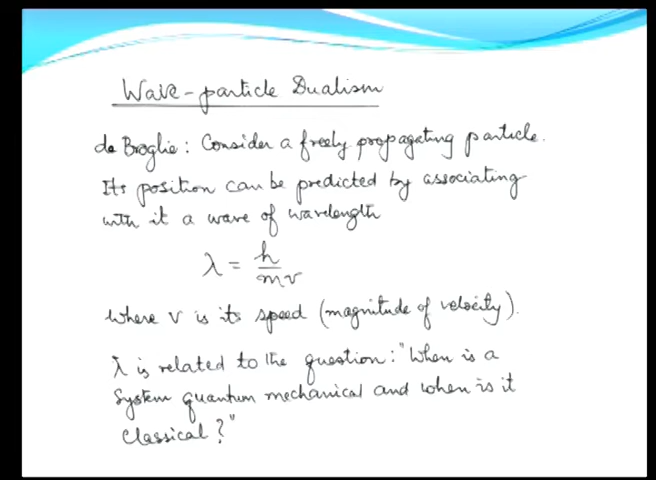 Wave-particle Dualism
de Broglie: Consider a freely propagating particle.
Its position can be predicted by associating
with it a wave of wavelength
λ = h/mv
where v is its speed (magnitude of velocity).
λ is related to the question: "When is a
system quantum mechanical and when is it
classical?"